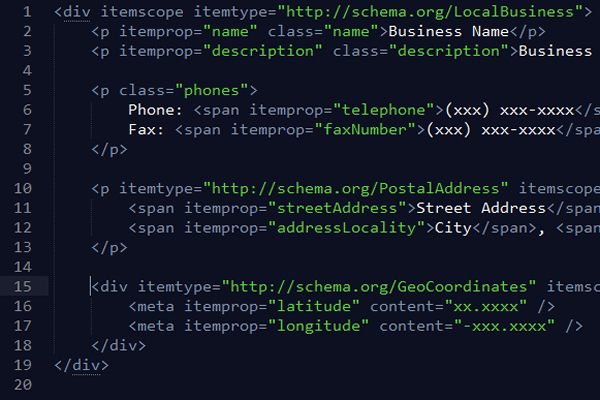 1 <div itemscope itemtype="http://schema.org/LocalBusiness">
2 <p itemprop="name" class="name">Business Name</p>
3 <p itemprop="description" class="description">Business
4
5 <p class="phones">
6 Phone: <span itemprop="telephone">(xxx) xxx-xxxx</s
7 Fax: <span itemprop="faxNumber">(xxx) xxx-xxxx</spa
8 </p>
9
10 <p itemtype="http://schema.org/PostalAddress" itemscope
11 <span itemprop="streetAddress">Street Address</span
12 <span itemprop="addressLocality">City</span>, <span
13 </p>
14
15 <div itemtype="http://schema.org/GeoCoordinates" itemsc
16 <meta itemprop="latitude" content="xx.xxxx" />
17 <meta itemprop="longitude" content="-xxx.xxxx" />
18 </div>
19 </div>
20